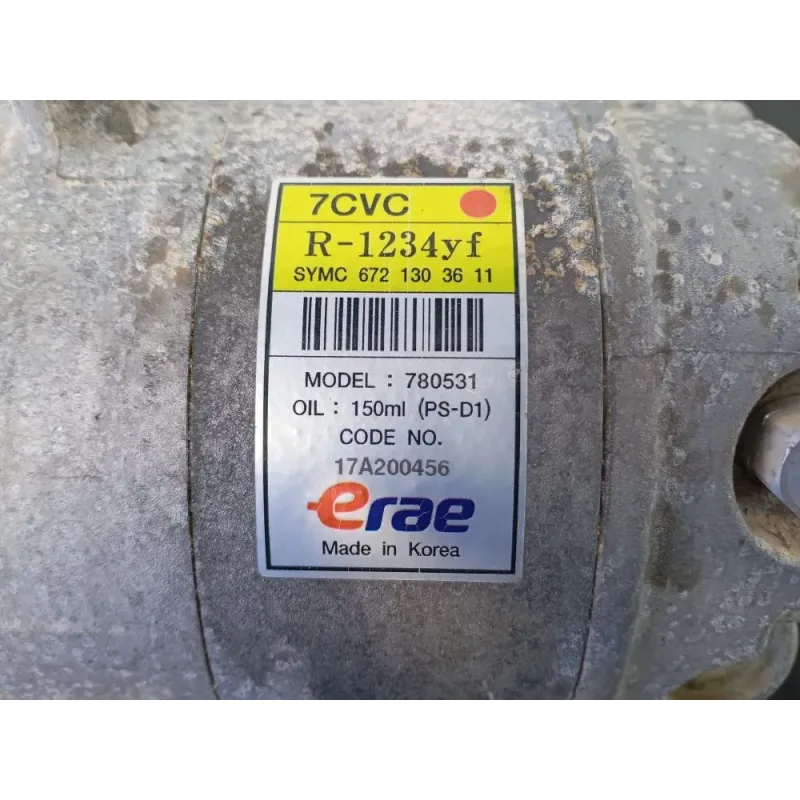 7CVC
R-1234yf
SYMC 672 130 36 11
MODEL : 780531
OIL : 150ml (PS-D1)
CODE NO.
17A200456
erae
Made in Korea